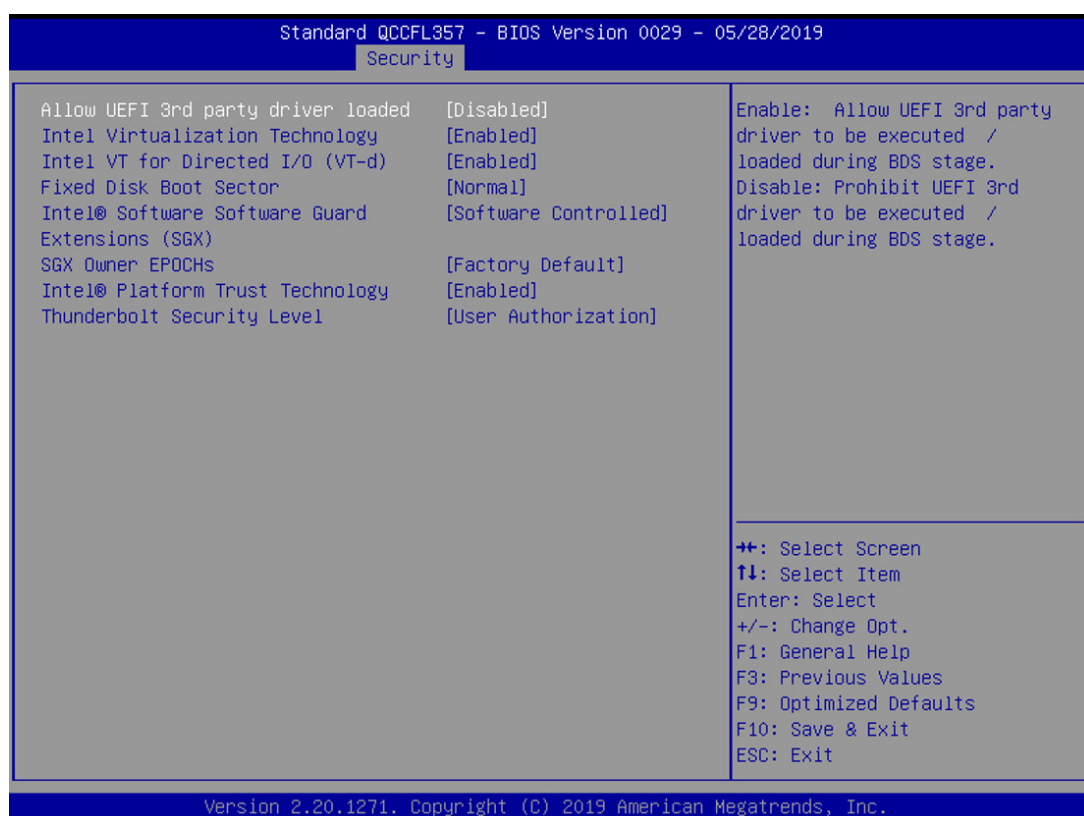 Standard QCCFL357 – BIOS Version 0029 – 05/28/2019
Security
Allow UEFI 3rd party driver loaded [Disabled]
Intel Virtualization Technology [Enabled]
Intel VT for Directed I/O (VT-d) [Enabled]
Fixed Disk Boot Sector [Normal]
Intel® Software Software Guard [Software Controlled]
Extensions (SGX)
SGX Owner EPOCHs [Factory Default]
Intel® Platform Trust Technology [Enabled]
Thunderbolt Security Level [User Authorization]
Enable: Allow UEFI 3rd party
driver to be executed /
loaded during BDS stage.
Disable: Prohibit UEFI 3rd
driver to be executed /
loaded during BDS stage.
→←: Select Screen
↑↓: Select Item
Enter: Select
+/-: Change Opt.
F1: General Help
F3: Previous Values
F9: Optimized Defaults
F10: Save & Exit
ESC: Exit
Version 2.20.1271. Copyright (C) 2019 American Megatrends, Inc.